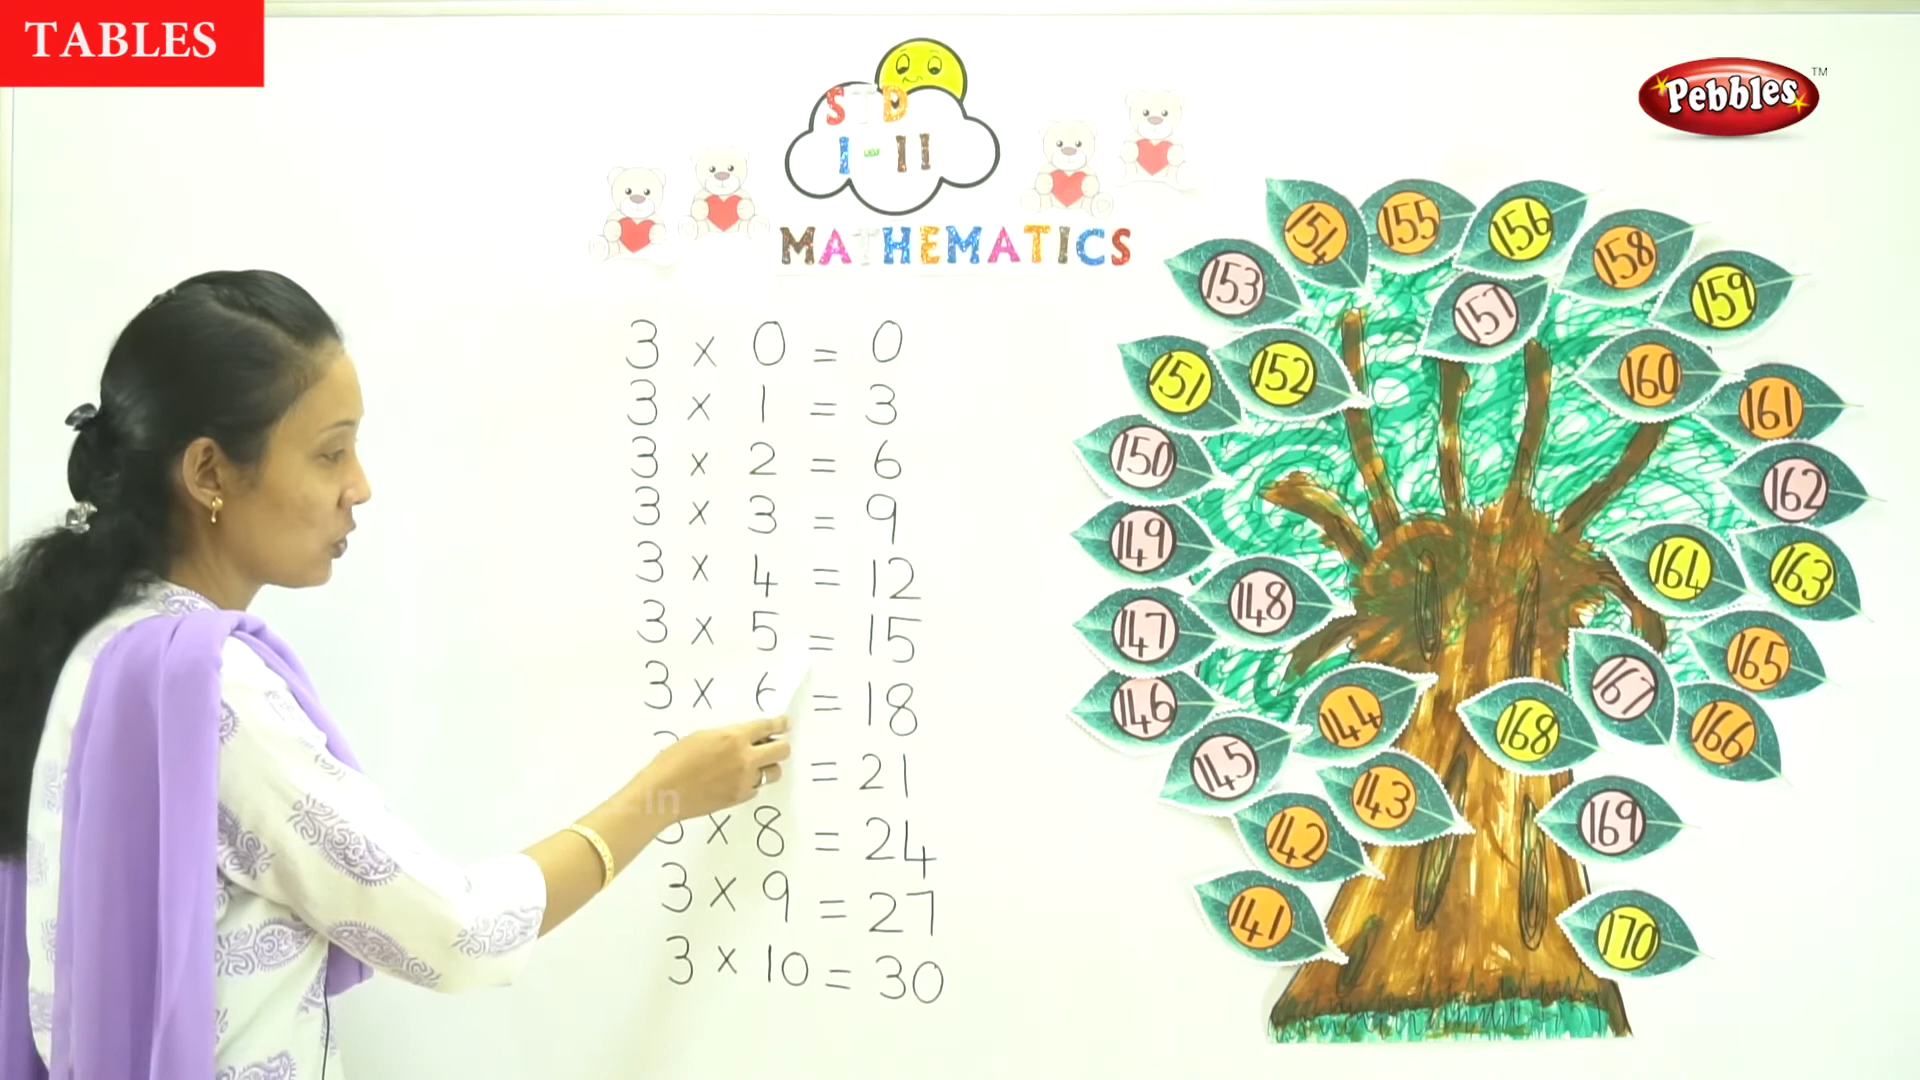 TABLES
STD
I-II
MATHEMATICS
Pebbles™
3 × 0 = 0
3 × 1 = 3
3 × 2 = 6
3 × 3 = 9
3 × 4 = 12
3 × 5 = 15
3 × 6 = 18
= 21
3 × 8 = 24
3 × 9 = 27
3 × 10 = 30
141
142
143
144
145
146
147
148
149
150
151
152
153
154
155
156
157
158
159
160
161
162
163
164
165
166
167
168
169
170